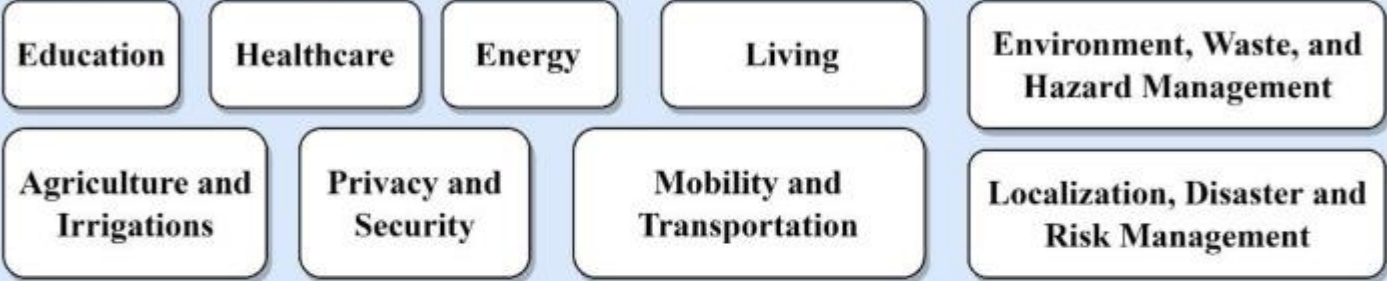 Education
Healthcare
Energy
Living
Environment, Waste, and
Hazard Management
Agriculture and
Irrigations
Privacy and
Security
Mobility and
Transportation
Localization, Disaster and
Risk Management